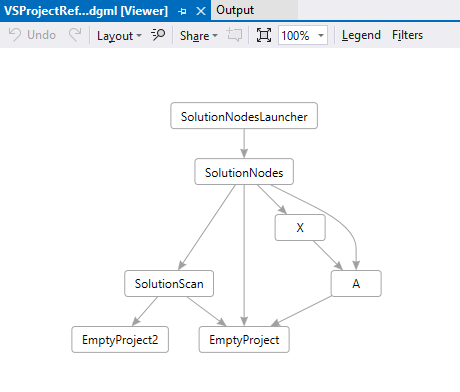 VSProjectRef...dgml [Viewer] Output
Undo Layout Share 100% Legend Filters
SolutionNodesLauncher
SolutionNodes
X
SolutionScan A
EmptyProject2 EmptyProject